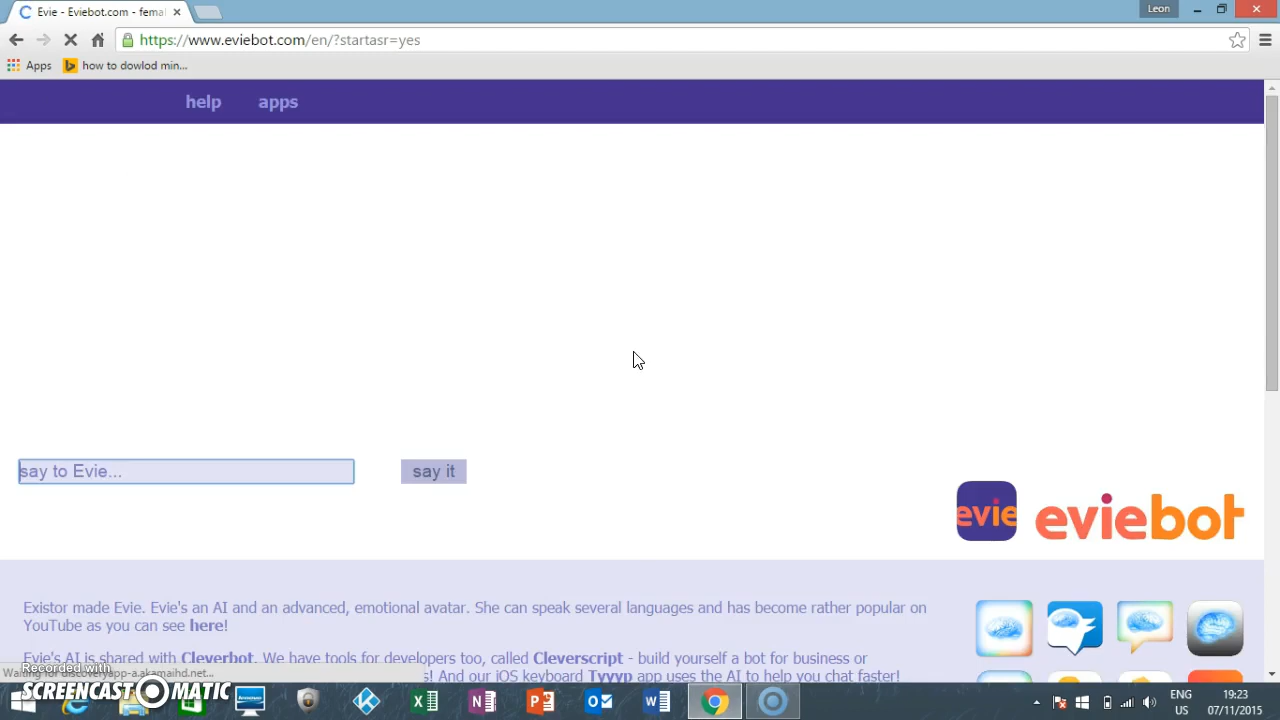 Evie - Eviebot.com - femal
Leon
https://www.eviebot.com/en/?startasr=yes
Apps
how to dowlod min...
help
apps
say to Evie...
say it
evie
eviebot
Existor made Evie. Evie's an AI and an advanced, emotional avatar. She can speak several languages and has become rather popular on
YouTube as you can see here!
Evie's AI is shared with Cleverbot. We have tools for developers too, called Cleverscript - build yourself a bot for business or
s! And our iOS keyboard Tyyyp app uses the AI to help you chat faster!
Waiting for discoveryapp-a.akamaihd.net...
Recorded with
SCREENCAST-O-MATIC
ENG
US
19:23
07/11/2015